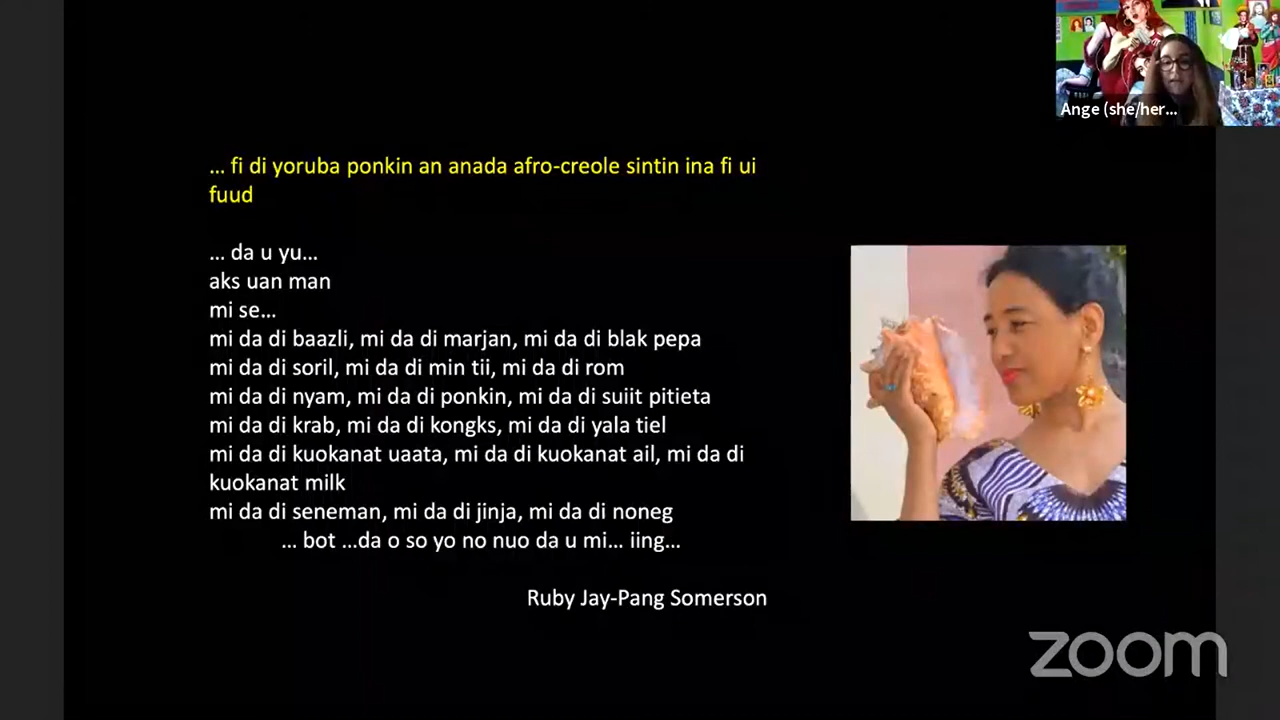 Ange (she/her...
... fi di yoruba ponkin an anada afro-creole sintin ina fi ui
fuud
... da u yu...
aks uan man
mi se...
mi da di baazli, mi da di marjan, mi da di blak pepa
mi da di soril, mi da di min tii, mi da di rom
mi da di nyam, mi da di ponkin, mi da di suiit pitieta
mi da di krab, mi da di kongks, mi da di yala tiel
mi da di kuokanat uaata, mi da di kuokanat ail, mi da di
kuokanat milk
mi da di seneman, mi da di jinja, mi da di noneg
... bot ...da o so yo no nuo da u mi... iing...
Ruby Jay-Pang Somerson
zoom